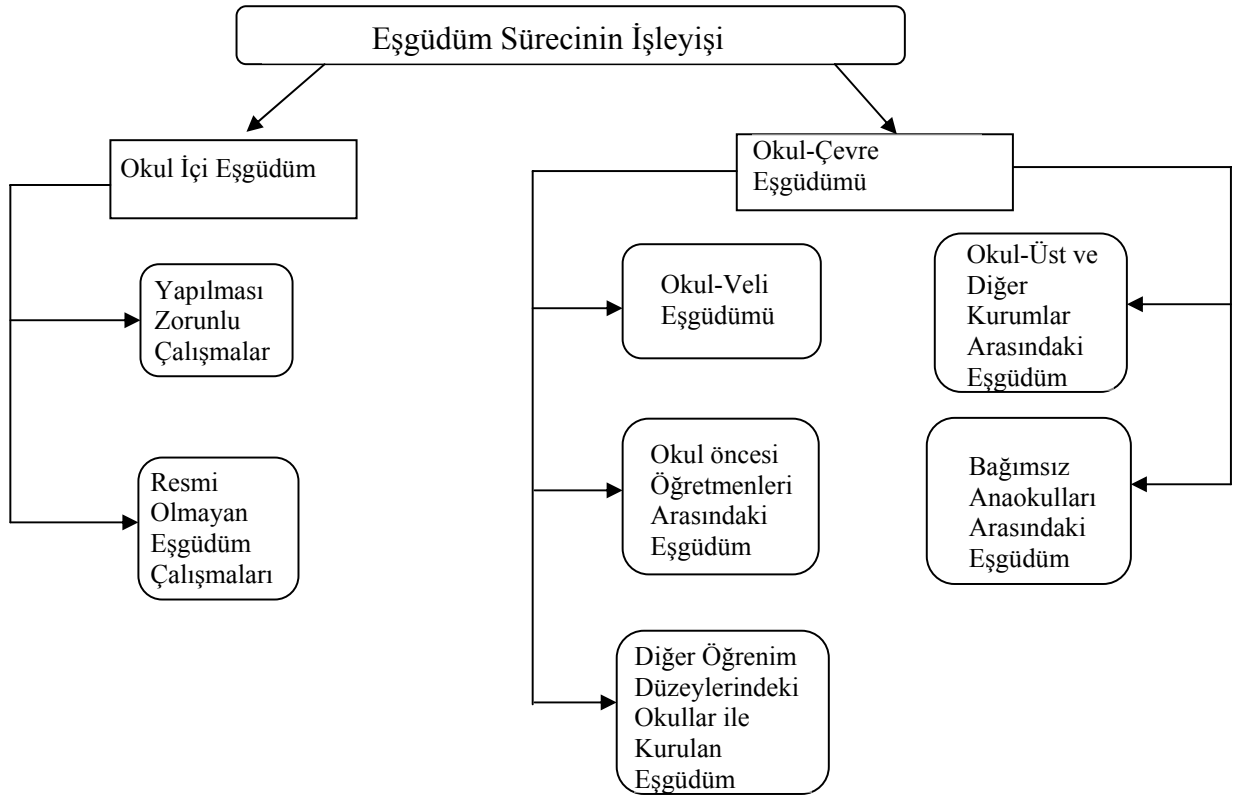 Eşgüdüm Sürecinin İşleyişi
Okul İçi Eşgüdüm
Yapılması
Zorunlu
Çalışmalar
Resmi
Olmayan
Eşgüdüm
Çalışmaları
Okul-Çevre
Eşgüdümü
Okul-Veli
Eşgüdümü
Okul öncesi
Öğretmenleri
Arasındaki
Eşgüdüm
Diğer Öğrenim
Düzeylerindeki
Okullar ile
Kurulan
Eşgüdüm
Okul-Üst ve
Diğer
Kurumlar
Arasındaki
Eşgüdüm
Bağımsız
Anaokulları
Arasındaki
Eşgüdüm